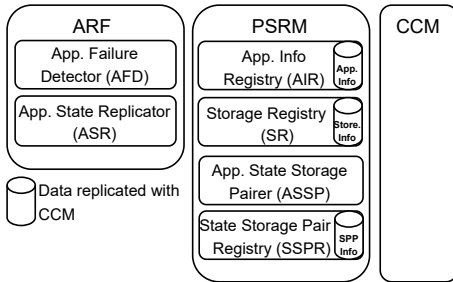 ARF
App. Failure
Detector (AFD)
App. State Replicator
(ASR)
Data replicated with
CCM
PSRM
App. Info
Registry (AIR)
App.
Info
Storage Registry
(SR)
Store.
Info
App. State Storage
Pairer (ASSP)
State Storage Pair
Registry (SSPR)
SPP
Info
CCM